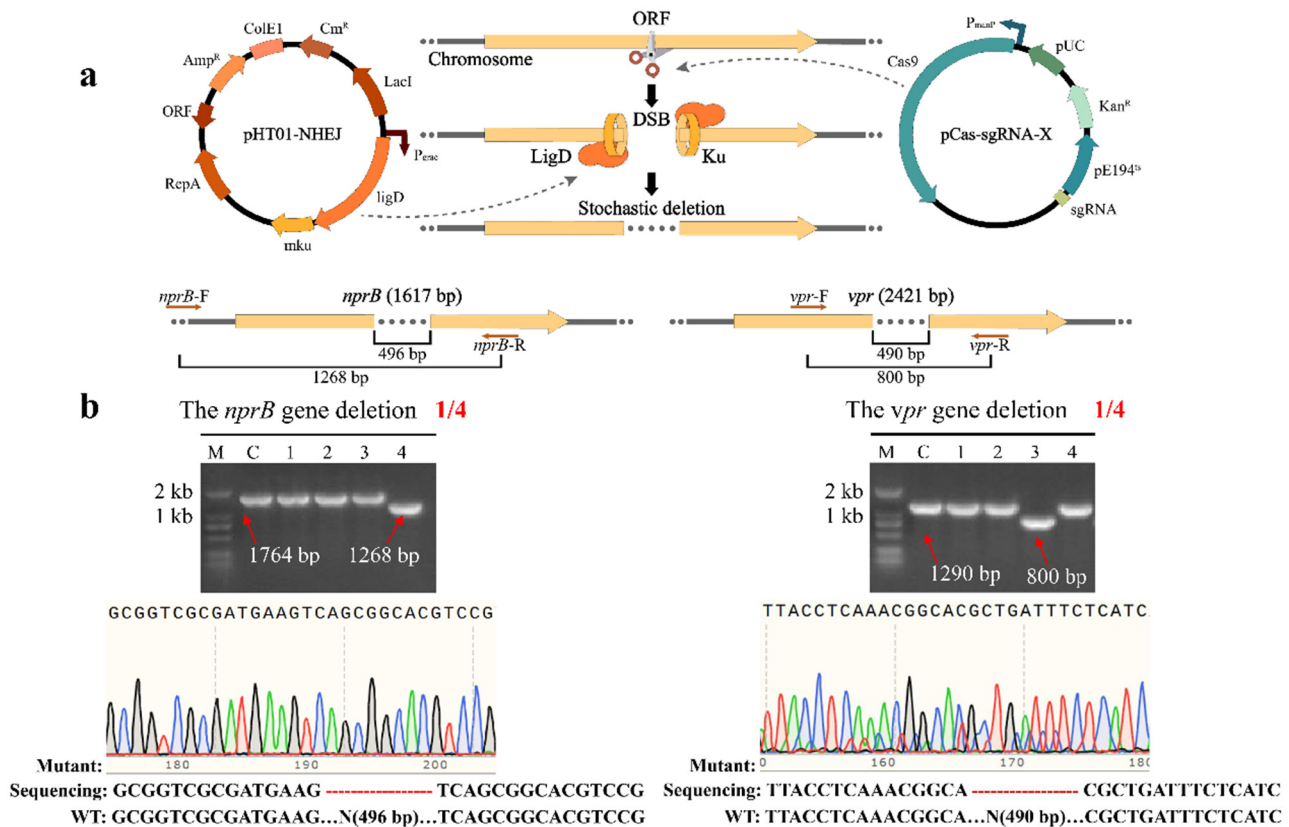 a
ColE1
Cm^R
Amp^R
LacI
ORF
pHT01-NHEJ
P_grac
RepA
ligD
mku
ORF
Chromosome
DSB
LigD
Ku
Stochastic deletion
P_manP
Cas9
pUC
Kan^R
pCas-sgRNA-X
pE194^ts
sgRNA
nprB-F
nprB (1617 bp)
496 bp
nprB-R
1268 bp
vpr-F
vpr (2421 bp)
490 bp
vpr-R
800 bp
b
The nprB gene deletion 1/4
M C 1 2 3 4
2 kb
1 kb
1764 bp
1268 bp
GCGGTCGCGATGAAGTCAGCGGCACGTCCG
180 190 200
Mutant:
Sequencing: GCGGTCGCGATGAAG --------------- TCAGCGGCACGTCCG
WT: GCGGTCGCGATGAAG...N(496 bp)...TCAGCGGCACGTCCG
The vpr gene deletion 1/4
M C 1 2 3 4
2 kb
1 kb
1290 bp
800 bp
TTACCTCAAACGGCACGCTGATTTCTCATC
160 170 180
Mutant:
Sequencing: TTACCTCAAACGGCA --------------- CGCTGATTTCTCATC
WT: TTACCTCAAACGGCA...N(490 bp)...CGCTGATTTCTCATC